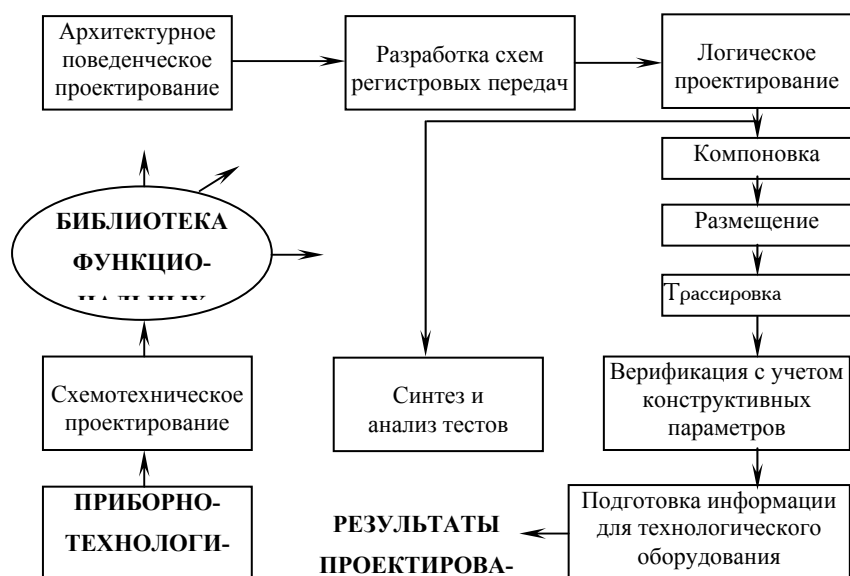 Архитектурное
поведенческое
проектирование
Разработка схем
регистровых передач
Логическое
проектирование
Компоновка
Размещение
Трассировка
БИБЛИОТЕКА
ФУНКЦИО-
Схемотехническое
проектирование
Синтез и
анализ тестов
Верификация с учетом
конструктивных
параметров
ПРИБОРНО-
ТЕХНОЛОГИ-
РЕЗУЛЬТАТЫ
ПРОЕКТИРОВА-
Подготовка информации
для технологического
оборудования